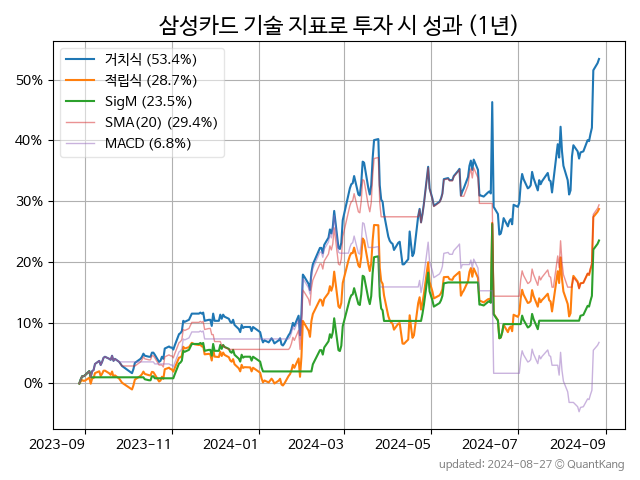 삼성카드 기술 지표로 투자 시 성과 (1년)
거치식 (53.4%)
적립식 (28.7%)
SigM (23.5%)
SMA(20) (29.4%)
MACD (6.8%)
50%
40%
30%
20%
10%
0%
2023-09 2023-11 2024-01 2024-03 2024-05 2024-07 2024-09
updated: 2024-08-27 © QuantKang